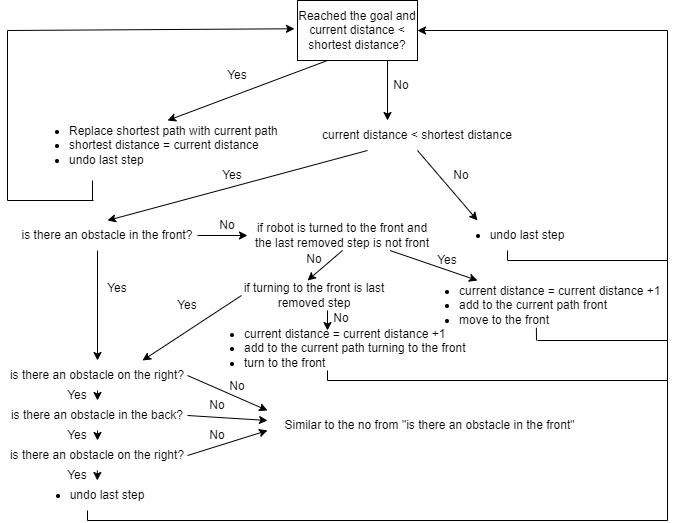 Reached the goal and
current distance <
shortest distance?
Yes
No
• Replace shortest path with current path
• shortest distance = current distance
• undo last step
current distance < shortest distance
Yes
No
is there an obstacle in the front?
No
if robot is turned to the front and
the last removed step is not front
• undo last step
No
Yes
Yes
Yes
if turning to the front is last
removed step
• current distance = current distance +1
• add to the current path front
• move to the front
No
• current distance = current distance +1
• add to the current path turning to the front
• turn to the front
is there an obstacle on the right?
No
Yes
No
is there an obstacle in the back?
Similar to the no from "is there an obstacle in the front"
Yes
No
is there an obstacle on the right?
Yes
• undo last step